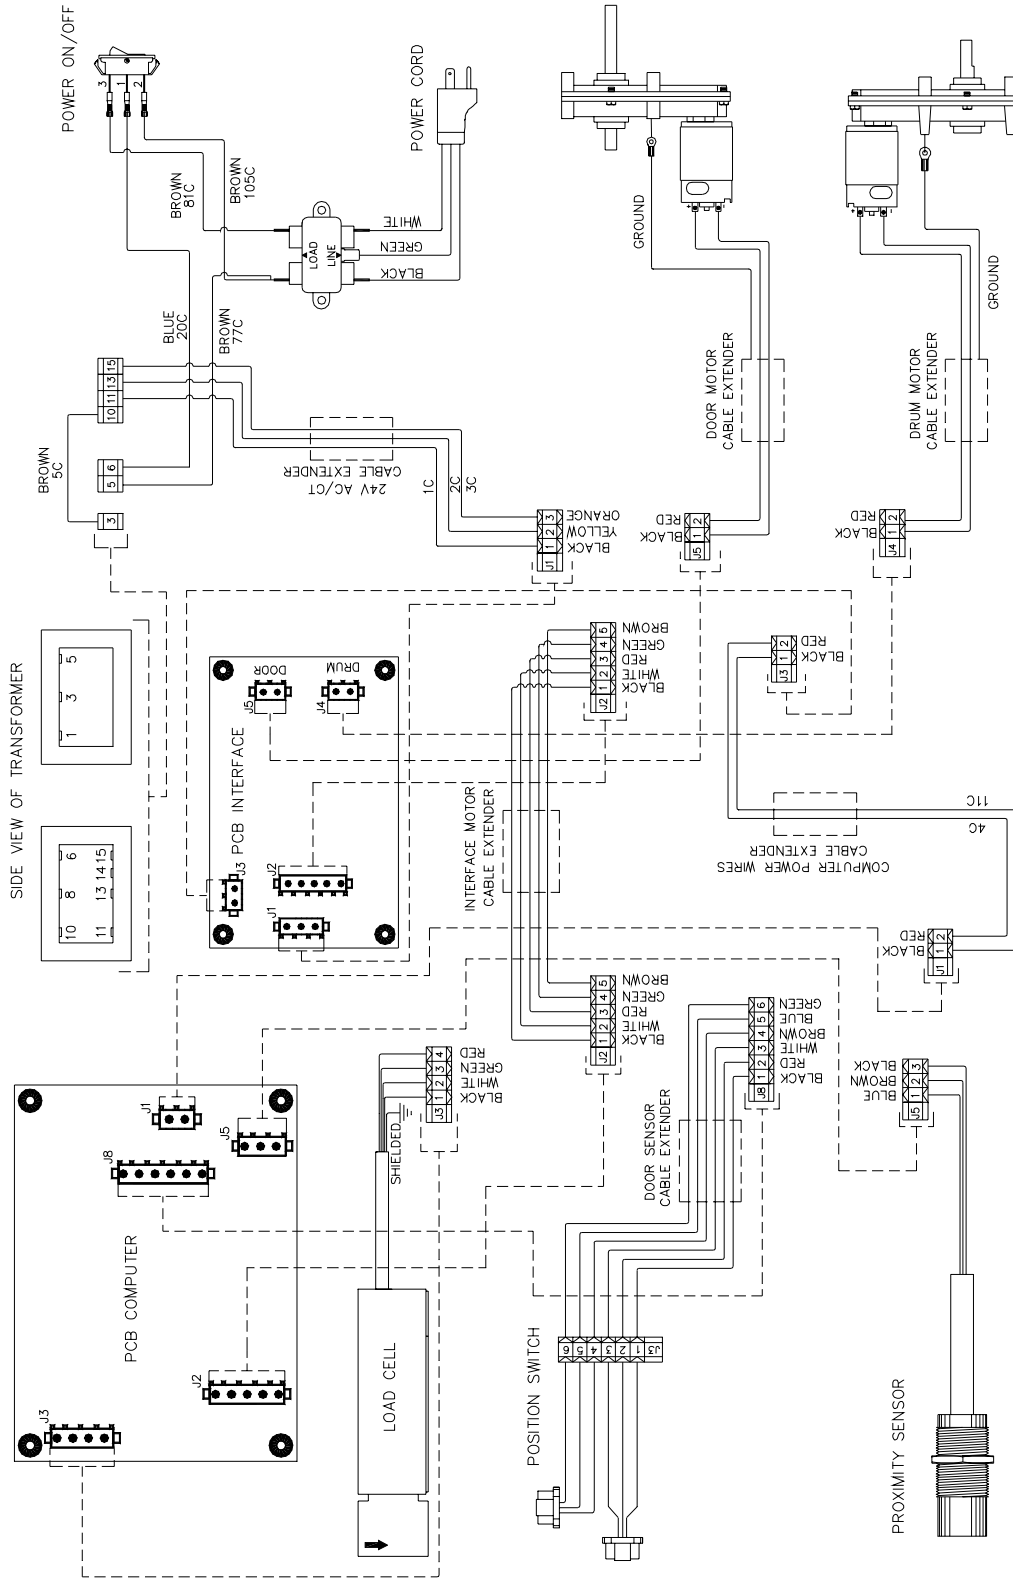 POWER ON/OFF
3
1
2
BROWN
81C
BROWN
105C
POWER CORD
WHITE
GREEN
BLACK
LOAD
LINE
BLUE
20C
BROWN
77C
BROWN
5C
10 11 13 15
5 6
3
24V AC/CT
CABLE EXTENDER
1C
2C
3C
J1 1 2 3
BLACK
YELLOW
ORANGE
GROUND
DOOR MOTOR
CABLE EXTENDER
J5 1 2
BLACK
RED
GROUND
DRUM MOTOR
CABLE EXTENDER
J4 1 2
BLACK
RED
SIDE VIEW OF TRANSFORMER
1 3 5
10 8 6
11 13 14 15
PCB INTERFACE
J5
DOOR
J4
DRUM
J3
J2
J1
J2 1 2 3 4 5
BLACK
WHITE
RED
GREEN
BROWN
INTERFACE MOTOR
CABLE EXTENDER
J2 1 2 3 4 5
BLACK
WHITE
RED
GREEN
BROWN
J3 1 2
BLACK
RED
COMPUTER POWER WIRES
CABLE EXTENDER
11C
4C
J1 1 2
BLACK
RED
PCB COMPUTER
J1
J5
J8
J2
J3
J3 1 2 3 4
BLACK
WHITE
GREEN
RED
SHIELDED
LOAD CELL
J8 1 2 3 4 5 6
BLACK
RED
WHITE
BROWN
BLUE
GREEN
DOOR SENSOR
CABLE EXTENDER
POSITION SWITCH
J3 1 2 3 4 5 6
J5 1 2 3
BLUE
BROWN
BLACK
PROXIMITY SENSOR